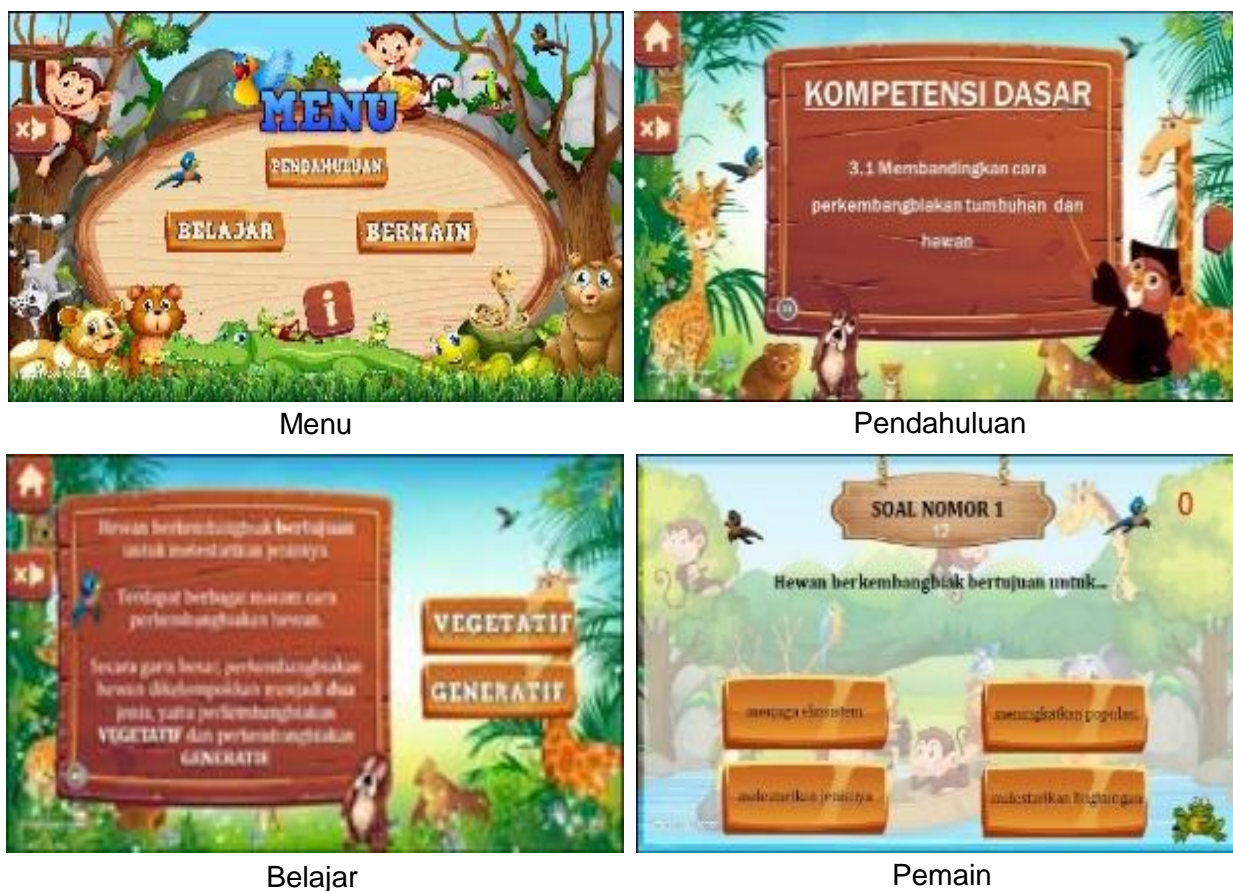 MENU
PENDAHULUAN
BELAJAR
BERMAIN
i
Menu
KOMPETENSI DASAR
3.1 Membandingkan cara
perkembangbiakan tumbuhan dan
hewan
Pendahuluan
Hewan berkembangbiak bertujuan
untuk melestarikan jenisnya.
Terdapat berbagai macam cara
perkembangbiakan hewan.
Secara garis besar, perkembangbiakan
hewan dikelompokkan menjadi dua
jenis, yaitu perkembangbiakan
VEGETATIF dan perkembangbiakan
GENERATIF
VEGETATIF
GENERATIF
Belajar
SOAL NOMOR 1
17
0
Hewan berkembangbiak bertujuan untuk...
menjaga ekosistem
meningkatkan populasi
melestarikan jenisnya
melestarikan lingkungan
Pemain